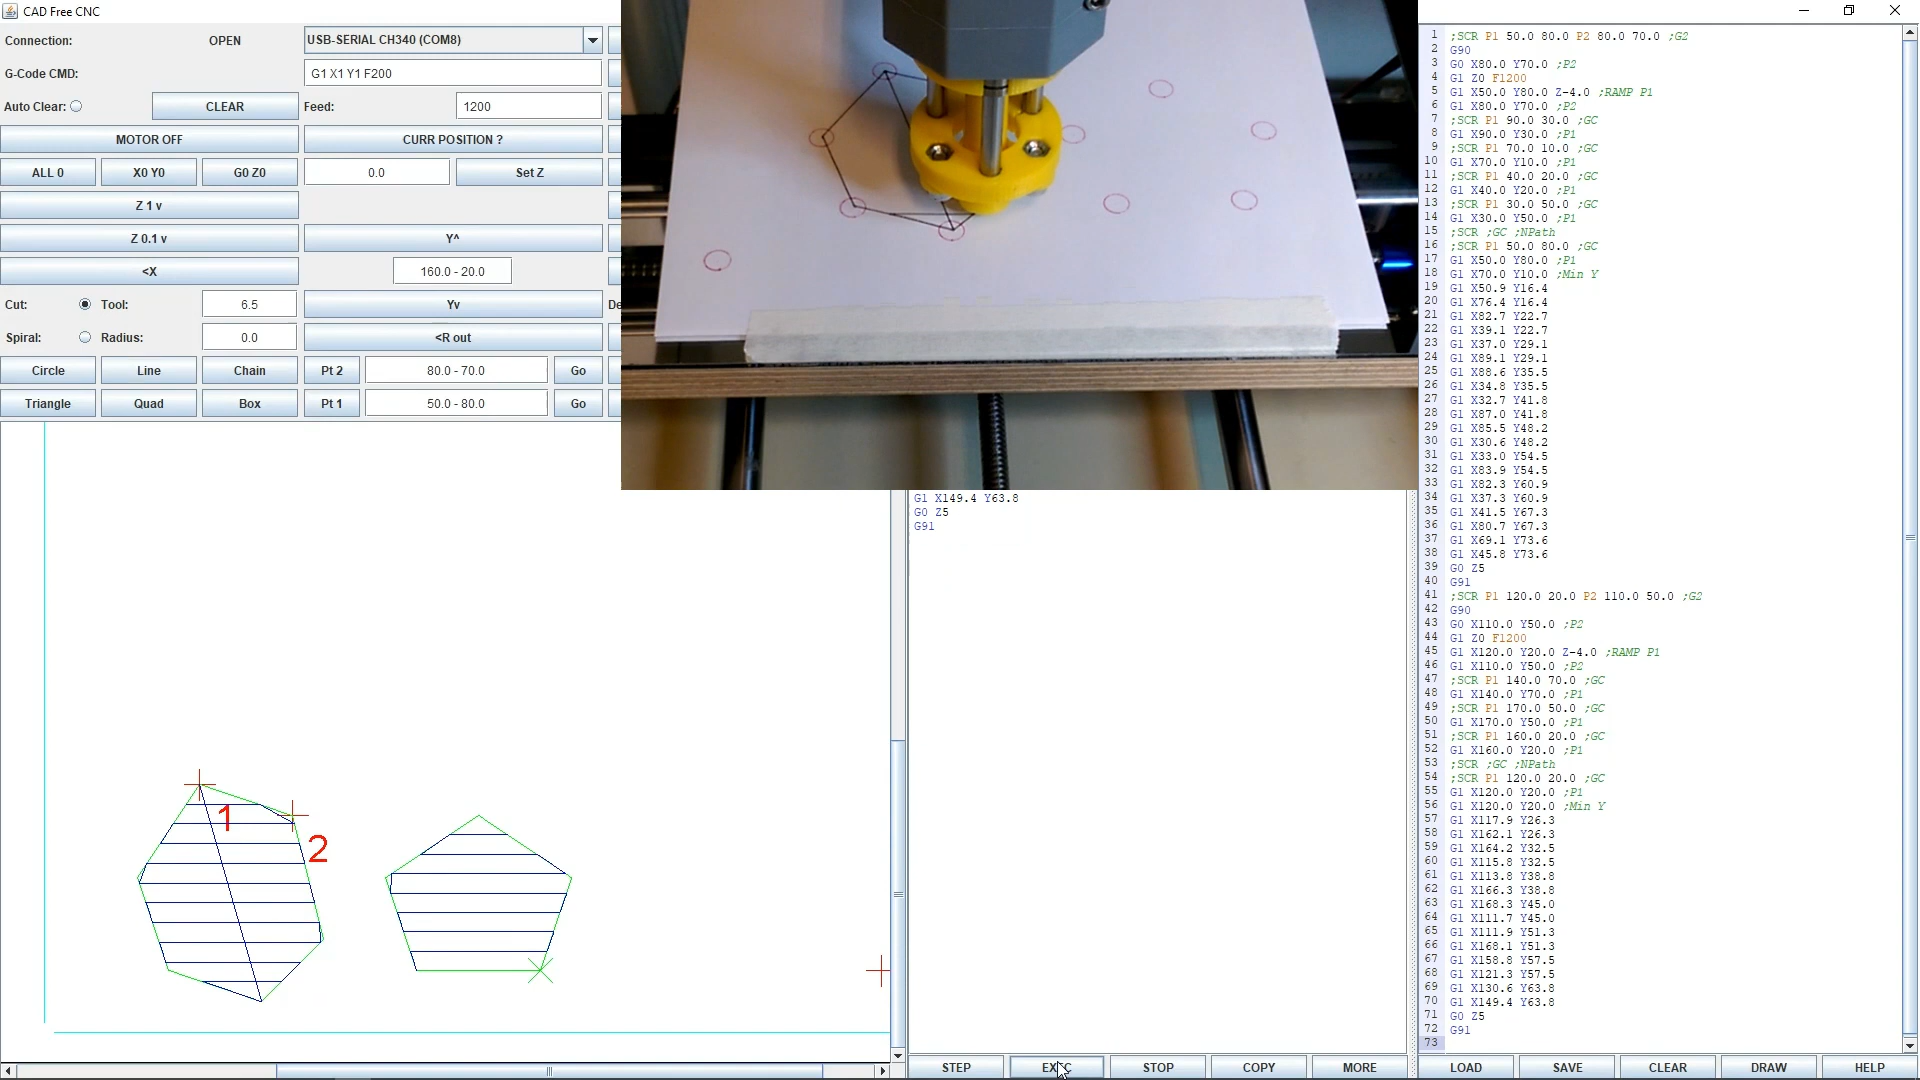 CAD Free CNC
Connection: OPEN USB-SERIAL CH340 (COM8)
G-Code CMD: G1 X1 Y1 F200
Auto Clear: CLEAR Feed: 1200
MOTOR OFF CURR POSITION ?
ALL 0 X0 Y0 G0 Z0 0.0 Set Z
Z 1 v
Z 0.1 v Y^
<X 160.0 - 20.0
Cut: Tool: 6.5 Yv De
Spiral: Radius: 0.0 <R out
Circle Line Chain Pt 2 80.0 - 70.0 Go
Triangle Quad Box Pt 1 50.0 - 80.0 Go
1
2
G1 X149.4 Y63.8
G0 Z5
G91
STEP EXEC STOP COPY MORE
1 ;SCR P1 50.0 80.0 P2 80.0 70.0 ;G2
2 G90
3 G0 X80.0 Y70.0 ;P2
4 G1 Z0 F1200
5 G1 X50.0 Y80.0 Z-4.0 ;RAMP P1
6 G1 X80.0 Y70.0 ;P2
7 ;SCR P1 90.0 30.0 ;GC
8 G1 X90.0 Y30.0 ;P1
9 ;SCR P1 70.0 10.0 ;GC
10 G1 X70.0 Y10.0 ;P1
11 ;SCR P1 40.0 20.0 ;GC
12 G1 X40.0 Y20.0 ;P1
13 ;SCR P1 30.0 50.0 ;GC
14 G1 X30.0 Y50.0 ;P1
15 ;SCR ;GC ;NPath
16 ;SCR P1 50.0 80.0 ;GC
17 G1 X50.0 Y80.0 ;P1
18 G1 X70.0 Y10.0 ;Min Y
19 G1 X50.9 Y16.4
20 G1 X76.4 Y16.4
21 G1 X82.7 Y22.7
22 G1 X39.1 Y22.7
23 G1 X37.0 Y29.1
24 G1 X89.1 Y29.1
25 G1 X88.6 Y35.5
26 G1 X34.8 Y35.5
27 G1 X32.7 Y41.8
28 G1 X87.0 Y41.8
29 G1 X85.5 Y48.2
30 G1 X30.6 Y48.2
31 G1 X33.0 Y54.5
32 G1 X83.9 Y54.5
33 G1 X82.3 Y60.9
34 G1 X37.3 Y60.9
35 G1 X41.5 Y67.3
36 G1 X80.7 Y67.3
37 G1 X69.1 Y73.6
38 G1 X45.8 Y73.6
39 G0 Z5
40 G91
41 ;SCR P1 120.0 20.0 P2 110.0 50.0 ;G2
42 G90
43 G0 X110.0 Y50.0 ;P2
44 G1 Z0 F1200
45 G1 X120.0 Y20.0 Z-4.0 ;RAMP P1
46 G1 X110.0 Y50.0 ;P2
47 ;SCR P1 140.0 70.0 ;GC
48 G1 X140.0 Y70.0 ;P1
49 ;SCR P1 170.0 50.0 ;GC
50 G1 X170.0 Y50.0 ;P1
51 ;SCR P1 160.0 20.0 ;GC
52 G1 X160.0 Y20.0 ;P1
53 ;SCR ;GC ;NPath
54 ;SCR P1 120.0 20.0 ;GC
55 G1 X120.0 Y20.0 ;P1
56 G1 X120.0 Y20.0 ;Min Y
57 G1 X117.9 Y26.3
58 G1 X162.1 Y26.3
59 G1 X164.2 Y32.5
60 G1 X115.8 Y32.5
61 G1 X113.8 Y38.8
62 G1 X166.3 Y38.8
63 G1 X168.3 Y45.0
64 G1 X111.7 Y45.0
65 G1 X111.9 Y51.3
66 G1 X168.1 Y51.3
67 G1 X158.8 Y57.5
68 G1 X121.3 Y57.5
69 G1 X130.6 Y63.8
70 G1 X149.4 Y63.8
71 G0 Z5
72 G91
73
LOAD SAVE CLEAR DRAW HELP